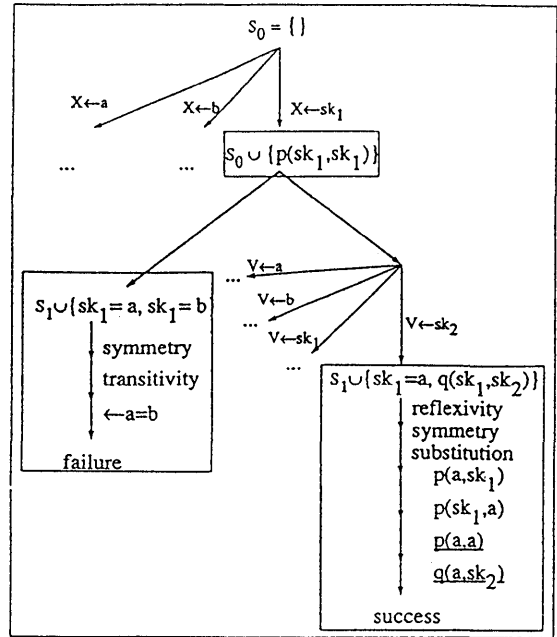 S0 = { }
X←a
X←b
X←sk1
...
...
S0 ∪ {p(sk1,sk1)}
...
V←a
V←b
...
V←sk1
...
V←sk2
S1∪{sk1=a, sk1=b
symmetry
transitivity
←a=b
failure
S1∪{sk1=a, q(sk1,sk2)}
reflexivity
symmetry
substitution
p(a,sk1)
p(sk1,a)
p(a,a)
q(a,sk2)
success